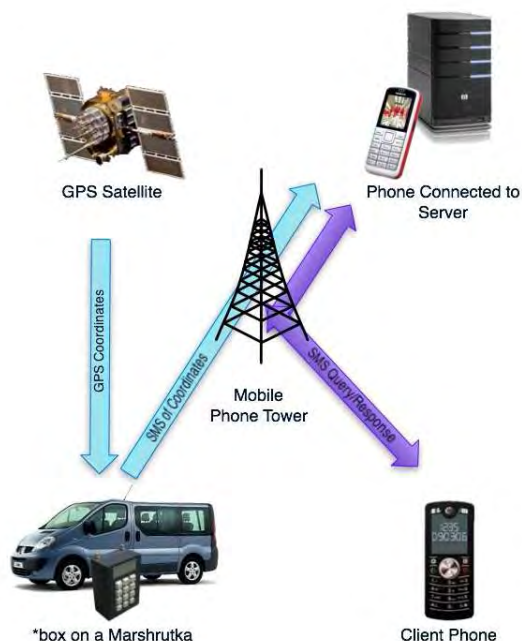 GPS Satellite
Phone Connected to
Server
GPS Coordinates
SMS of Coordinates
SMS Query/Response
Mobile
Phone Tower
*box on a Marshrutka
Client Phone